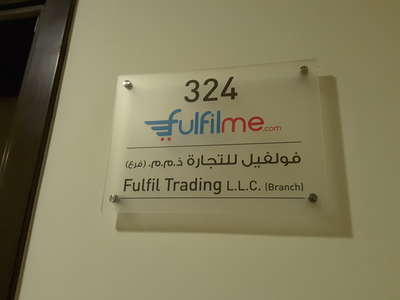 324
fulfilme.com
فولفيل للتجارة ذ.م.م. (فرع)
Fulfil Trading L.L.C. (Branch)